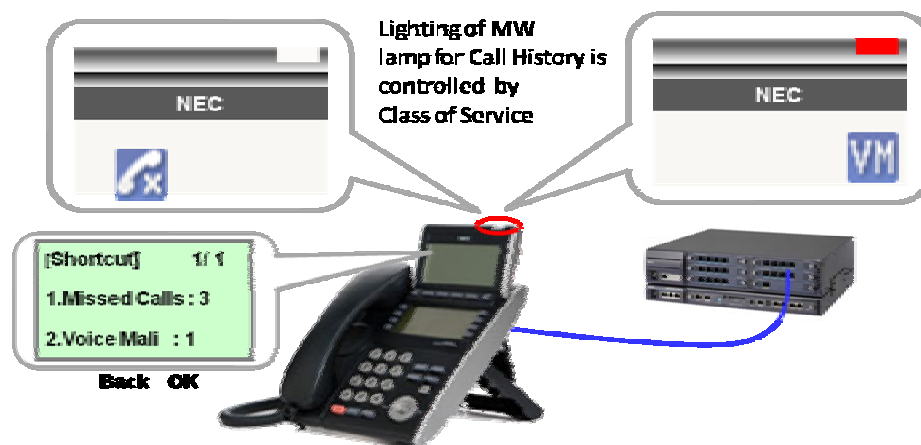 Lighting of MW
lamp for Call History is
controlled by
Class of Service
NEC
NEC
VM
[Shortcut] 1/ 1
1.Missed Calls : 3
2.Voice Mali : 1
Back OK